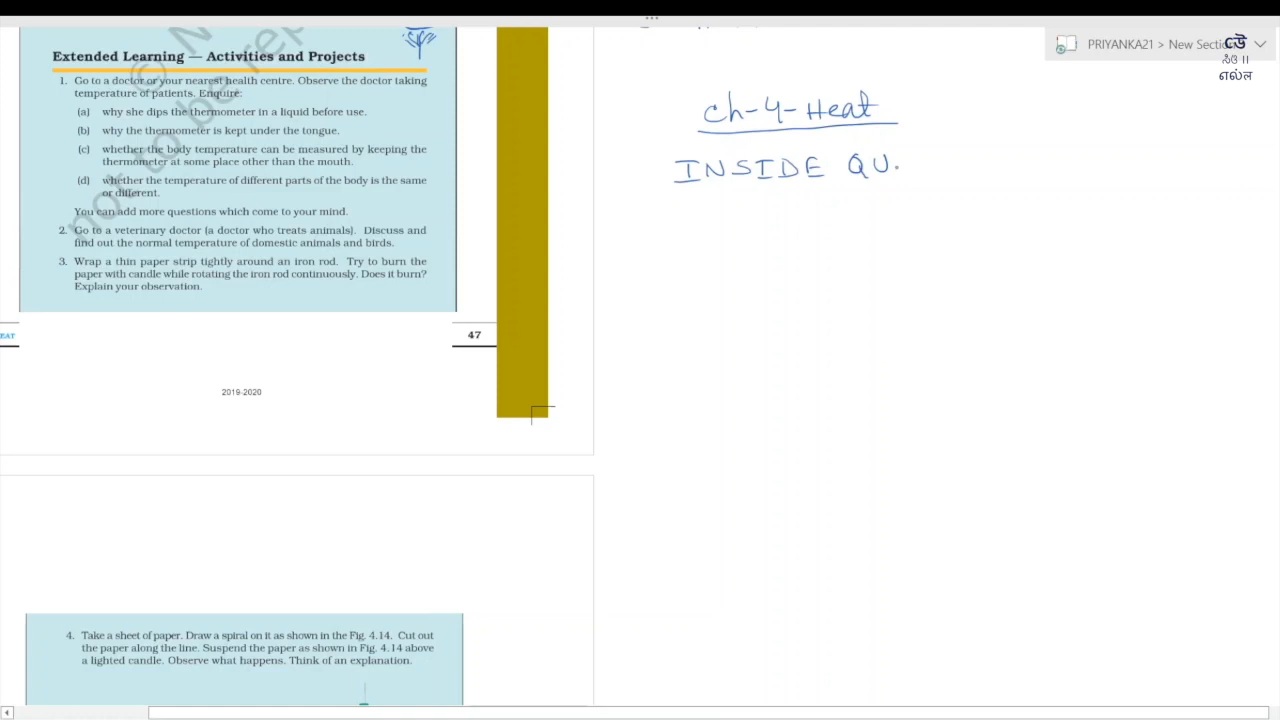 PRIYANKA21 > New Section
Extended Learning — Activities and Projects
1. Go to a doctor or your nearest health centre. Observe the doctor taking
temperature of patients. Enquire:
(a) why she dips the thermometer in a liquid before use.
(b) why the thermometer is kept under the tongue.
(c) whether the body temperature can be measured by keeping the
thermometer at some place other than the mouth.
(d) whether the temperature of different parts of the body is the same
or different.
You can add more questions which come to your mind.
2. Go to a veterinary doctor (a doctor who treats animals). Discuss and
find out the normal temperature of domestic animals and birds.
3. Wrap a thin paper strip tightly around an iron rod. Try to burn the
paper with candle while rotating the iron rod continuously. Does it burn?
Explain your observation.
EAT
47
2019-2020
4. Take a sheet of paper. Draw a spiral on it as shown in the Fig. 4.14. Cut out
the paper along the line. Suspend the paper as shown in Fig. 4.14 above
a lighted candle. Observe what happens. Think of an explanation.
Ch-4-Heat
INSIDE QU
not to be rep
© N